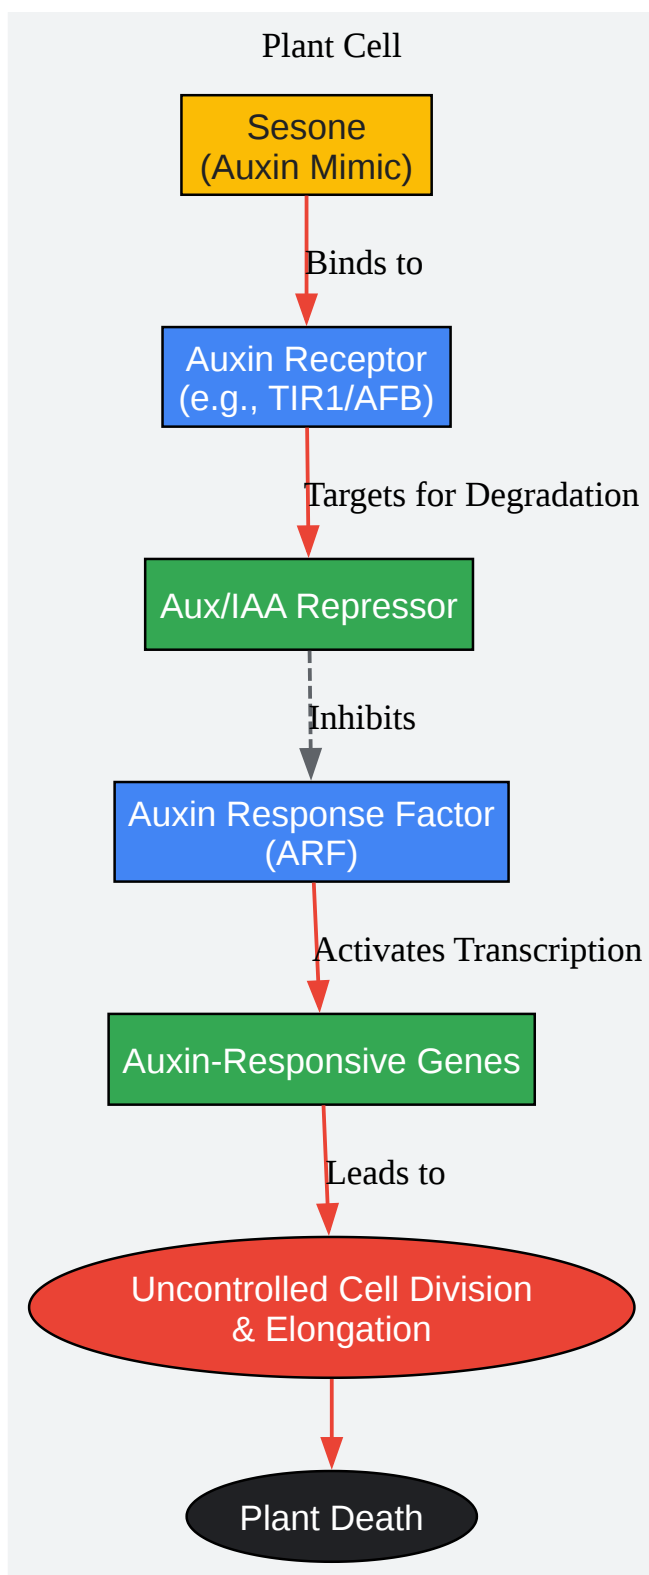 Plant Cell
Sesone
(Auxin Mimic)
Binds to
Auxin Receptor
(e.g., TIR1/AFB)
Targets for Degradation
Aux/IAA Repressor
Inhibits
Auxin Response Factor
(ARF)
Activates Transcription
Auxin-Responsive Genes
Leads to
Uncontrolled Cell Division
& Elongation
Plant Death